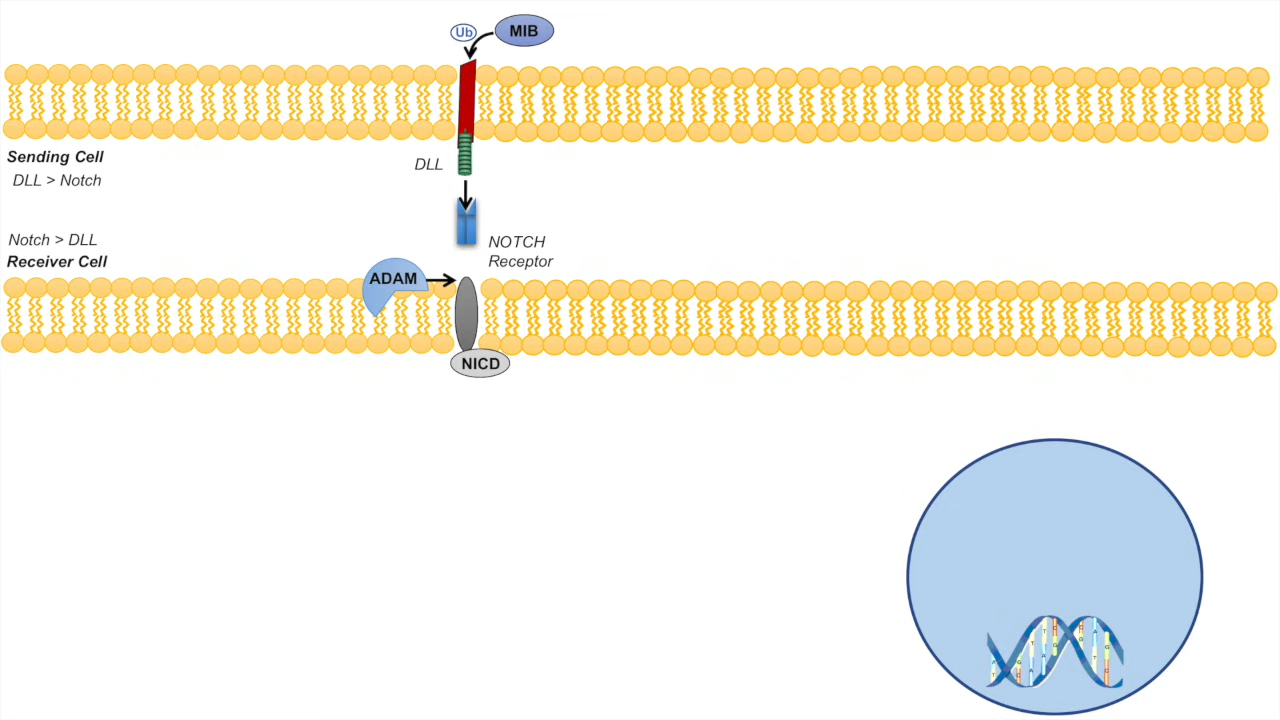 Ub
MIB
Sending Cell
DLL
DLL > Notch
Notch > DLL
NOTCH
Receiver Cell
Receptor
ADAM
NICD